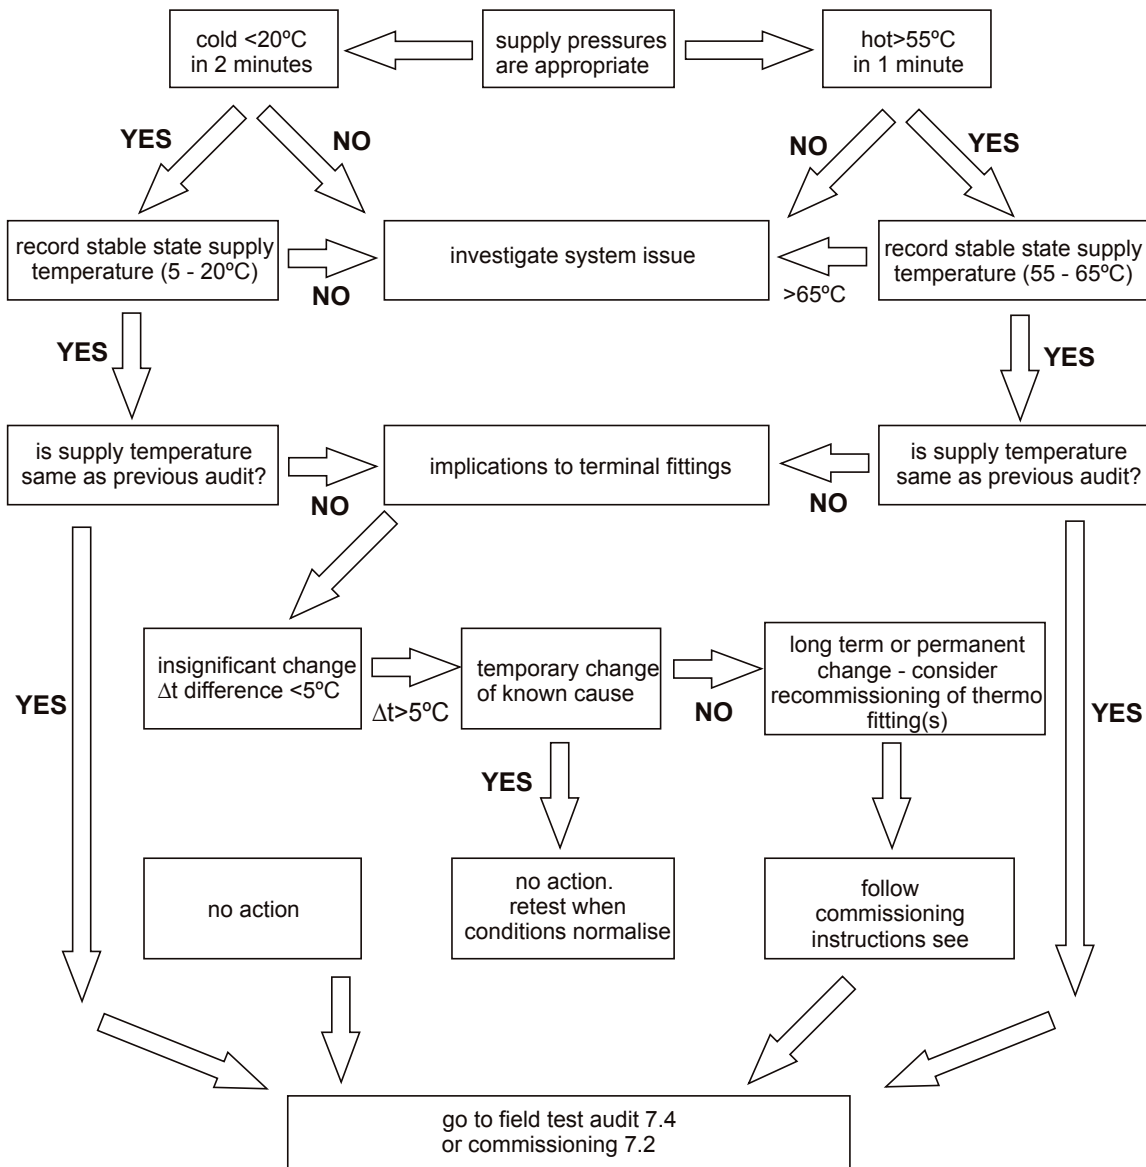 cold <20ºC
in 2 minutes
supply pressures
are appropriate
hot>55ºC
in 1 minute
YES
NO
NO
YES
record stable state supply
temperature (5 - 20ºC)
NO
investigate system issue
>65ºC
record stable state supply
temperature (55 - 65ºC)
YES
YES
is supply temperature
same as previous audit?
NO
implications to terminal fittings
NO
is supply temperature
same as previous audit?
insignificant change
∆t difference <5ºC
∆t>5ºC
temporary change
of known cause
NO
long term or permanent
change - consider
recommissioning of thermo
fitting(s)
YES
YES
YES
no action
no action.
retest when
conditions normalise
follow
commissioning
instructions see
go to field test audit 7.4
or commissioning 7.2